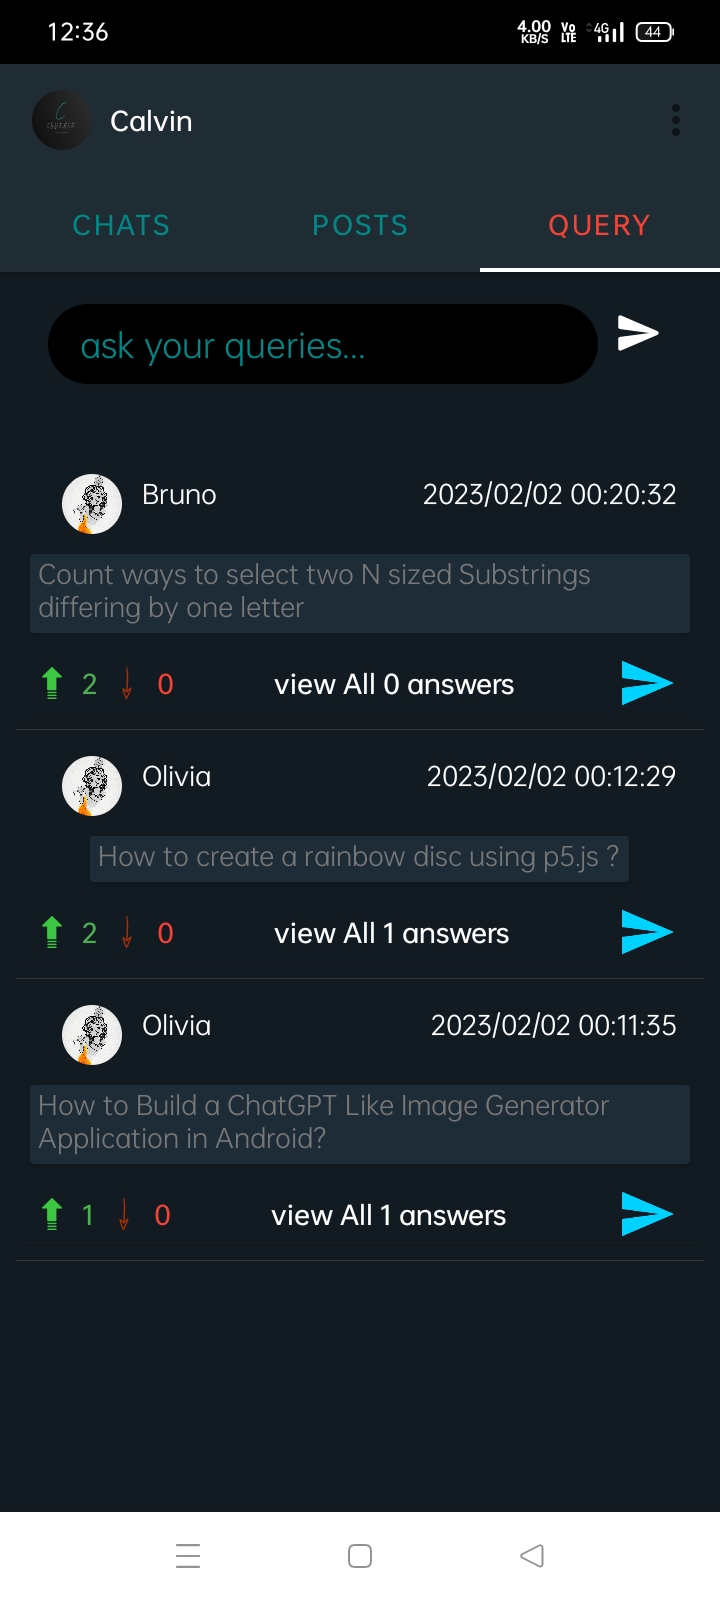 12:36
4.00 KB/S Vo LTE 4G 44
Calvin
CHATS POSTS QUERY
ask your queries...
Bruno 2023/02/02 00:20:32
Count ways to select two N sized Substrings
differing by one letter
2 0 view All 0 answers
Olivia 2023/02/02 00:12:29
How to create a rainbow disc using p5.js ?
2 0 view All 1 answers
Olivia 2023/02/02 00:11:35
How to Build a ChatGPT Like Image Generator
Application in Android?
1 0 view All 1 answers